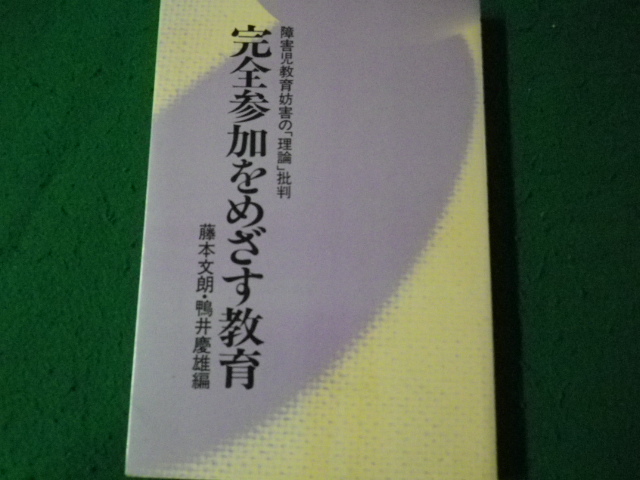 障害児教育妨害の「理論」批判
完全参加をめざす教育
藤本文朗・鴨井慶雄編